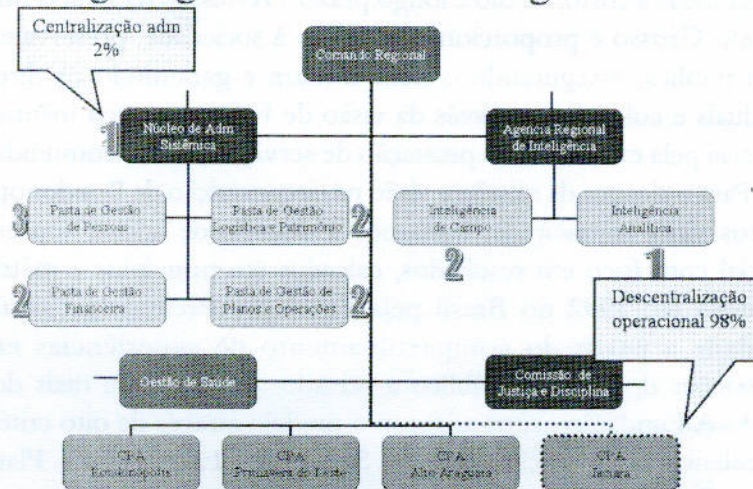 Centralização adm
2%
Comando Regional
1
Núcleo de Adm
Sistêmica
Agência Regional
de Inteligência
3
Pasta de Gestão
de Pessoas
Pasta de Gestão
Logística e Patrimônio
2
Inteligência
de Campo
2
Inteligência
Analítica
1
2
Pasta de Gestão
Financeira
Pasta de Gestão de
Planos e Operações
2
Descentralização
operacional 98%
Gestão de Saúde
Comissão de
Justiça e Disciplina
CPA
Rondonópolis
CPA
Primavera do Leste
CPA
Alto Araguaia
CPA